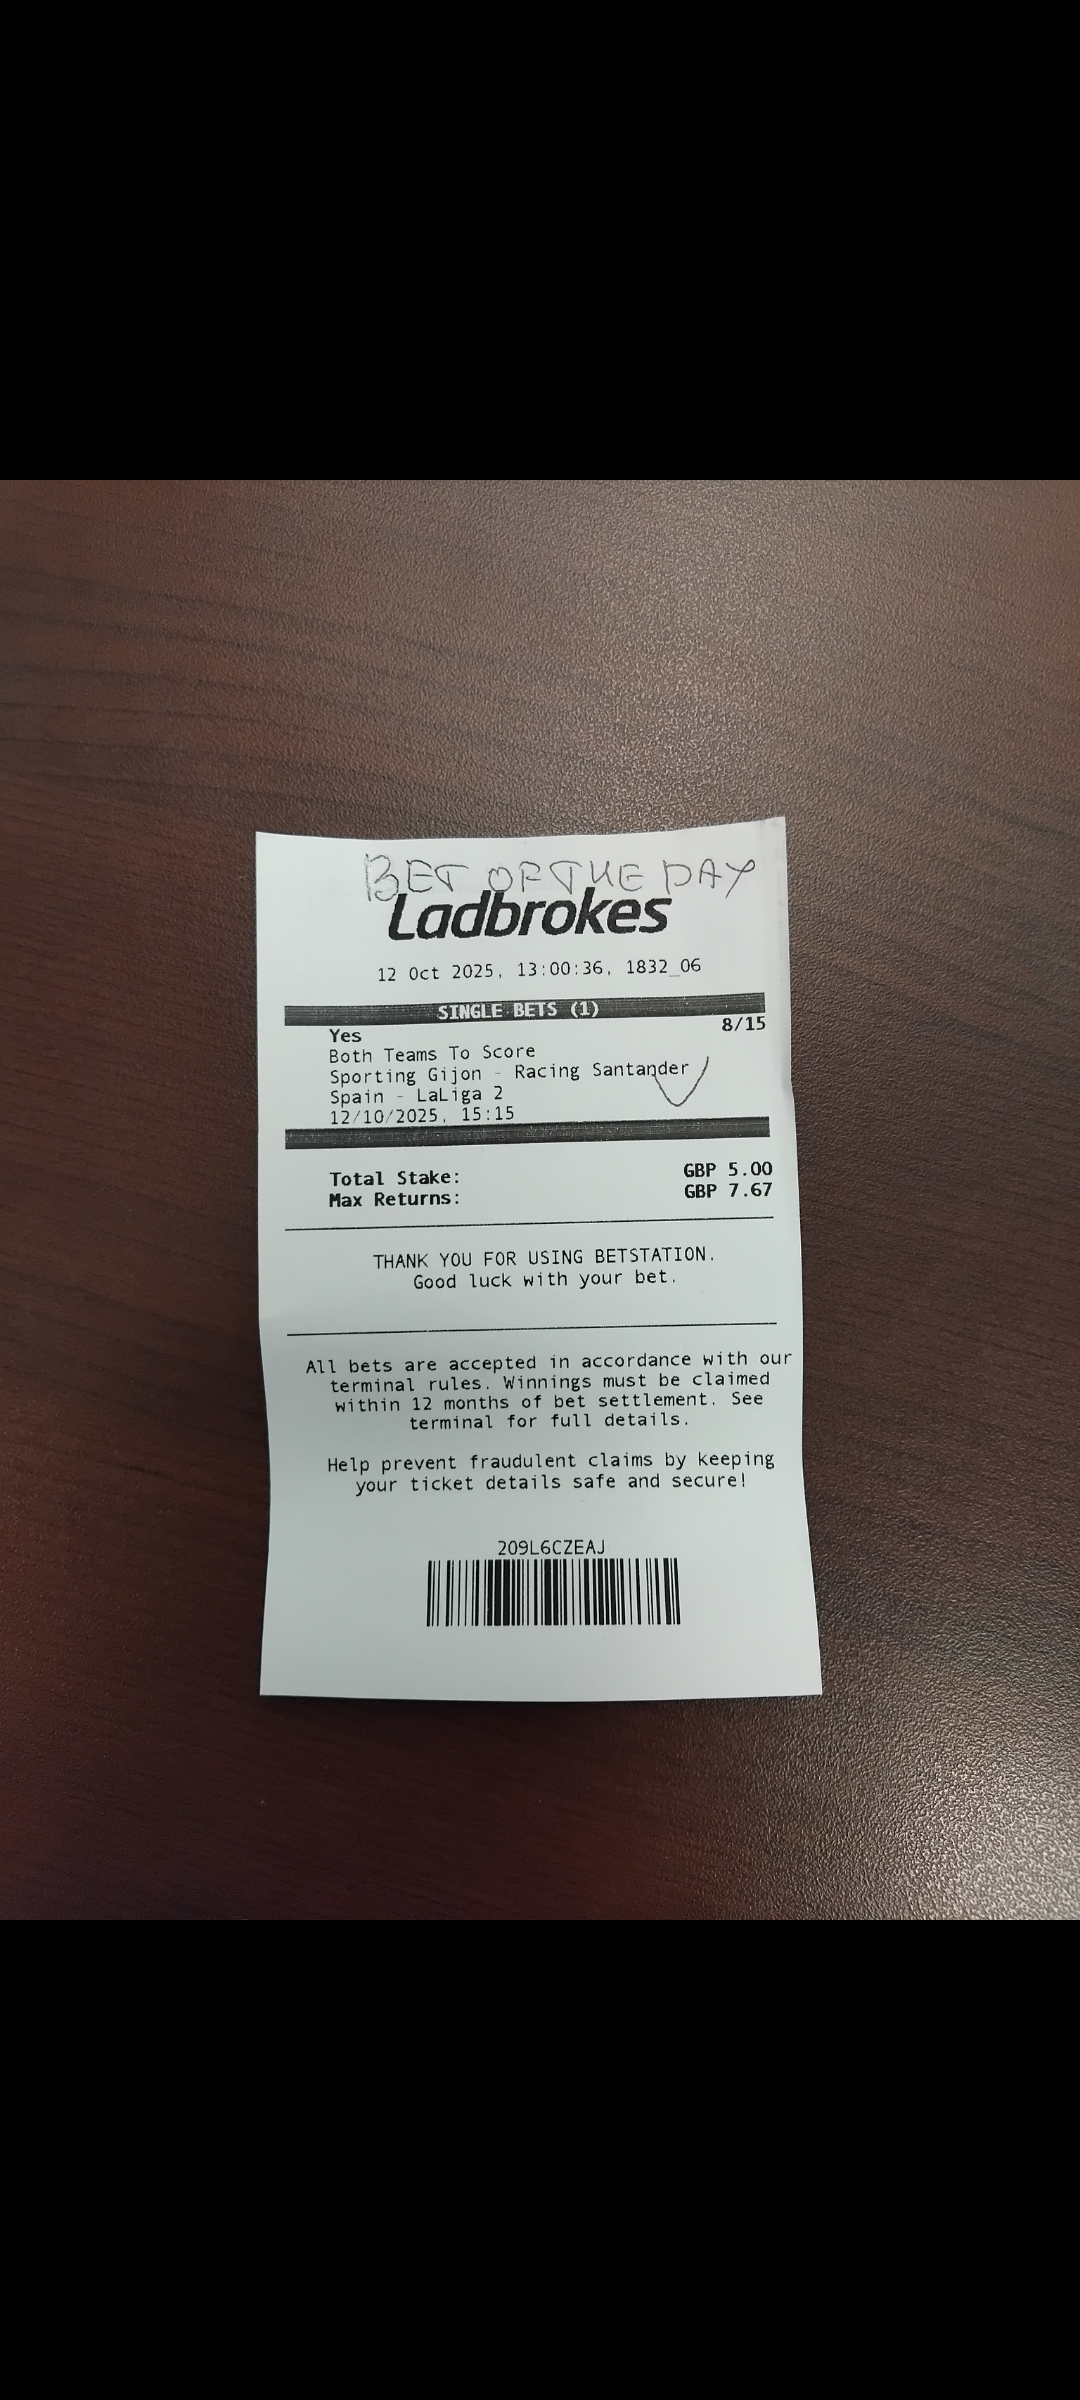 BET OF THE DAY
Ladbrokes
12 Oct 2025, 13:00:36, 1832_06
SINGLE BETS (1)
Yes 8/15
Both Teams To Score
Sporting Gijon - Racing Santander
Spain - LaLiga 2
12/10/2025, 15:15
Total Stake: GBP 5.00
Max Returns: GBP 7.67
THANK YOU FOR USING BETSTATION.
Good luck with your bet.
All bets are accepted in accordance with our
terminal rules. Winnings must be claimed
within 12 months of bet settlement. See
terminal for full details.
Help prevent fraudulent claims by keeping
your ticket details safe and secure!
209L6CZEAJ